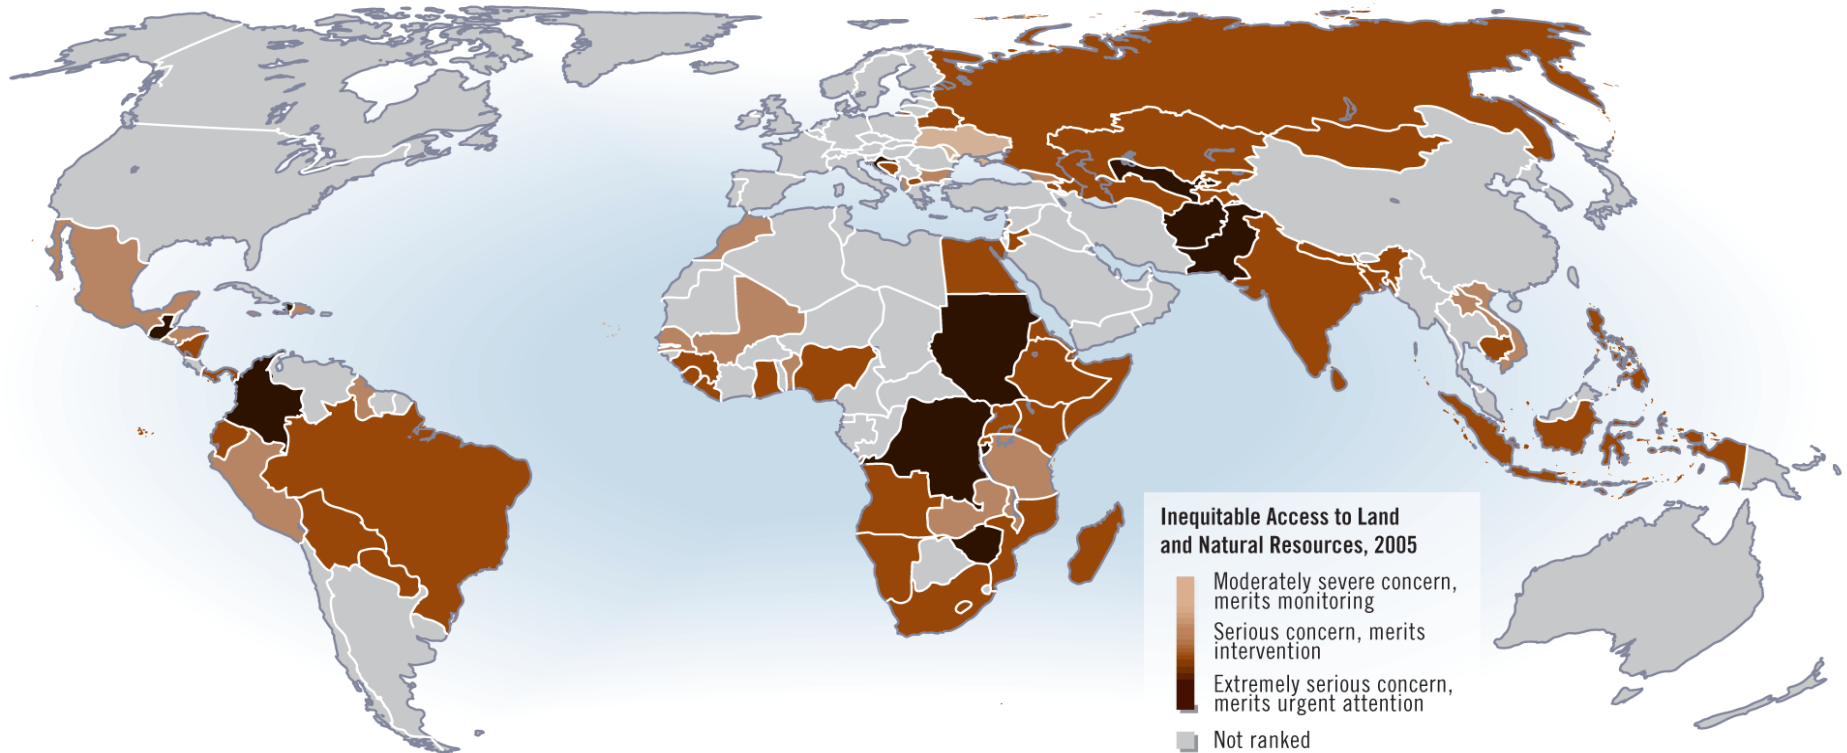 Inequitable Access to Land
and Natural Resources, 2005
Moderately severe concern,
merits monitoring
Serious concern, merits
intervention
Extremely serious concern,
merits urgent attention
Not ranked